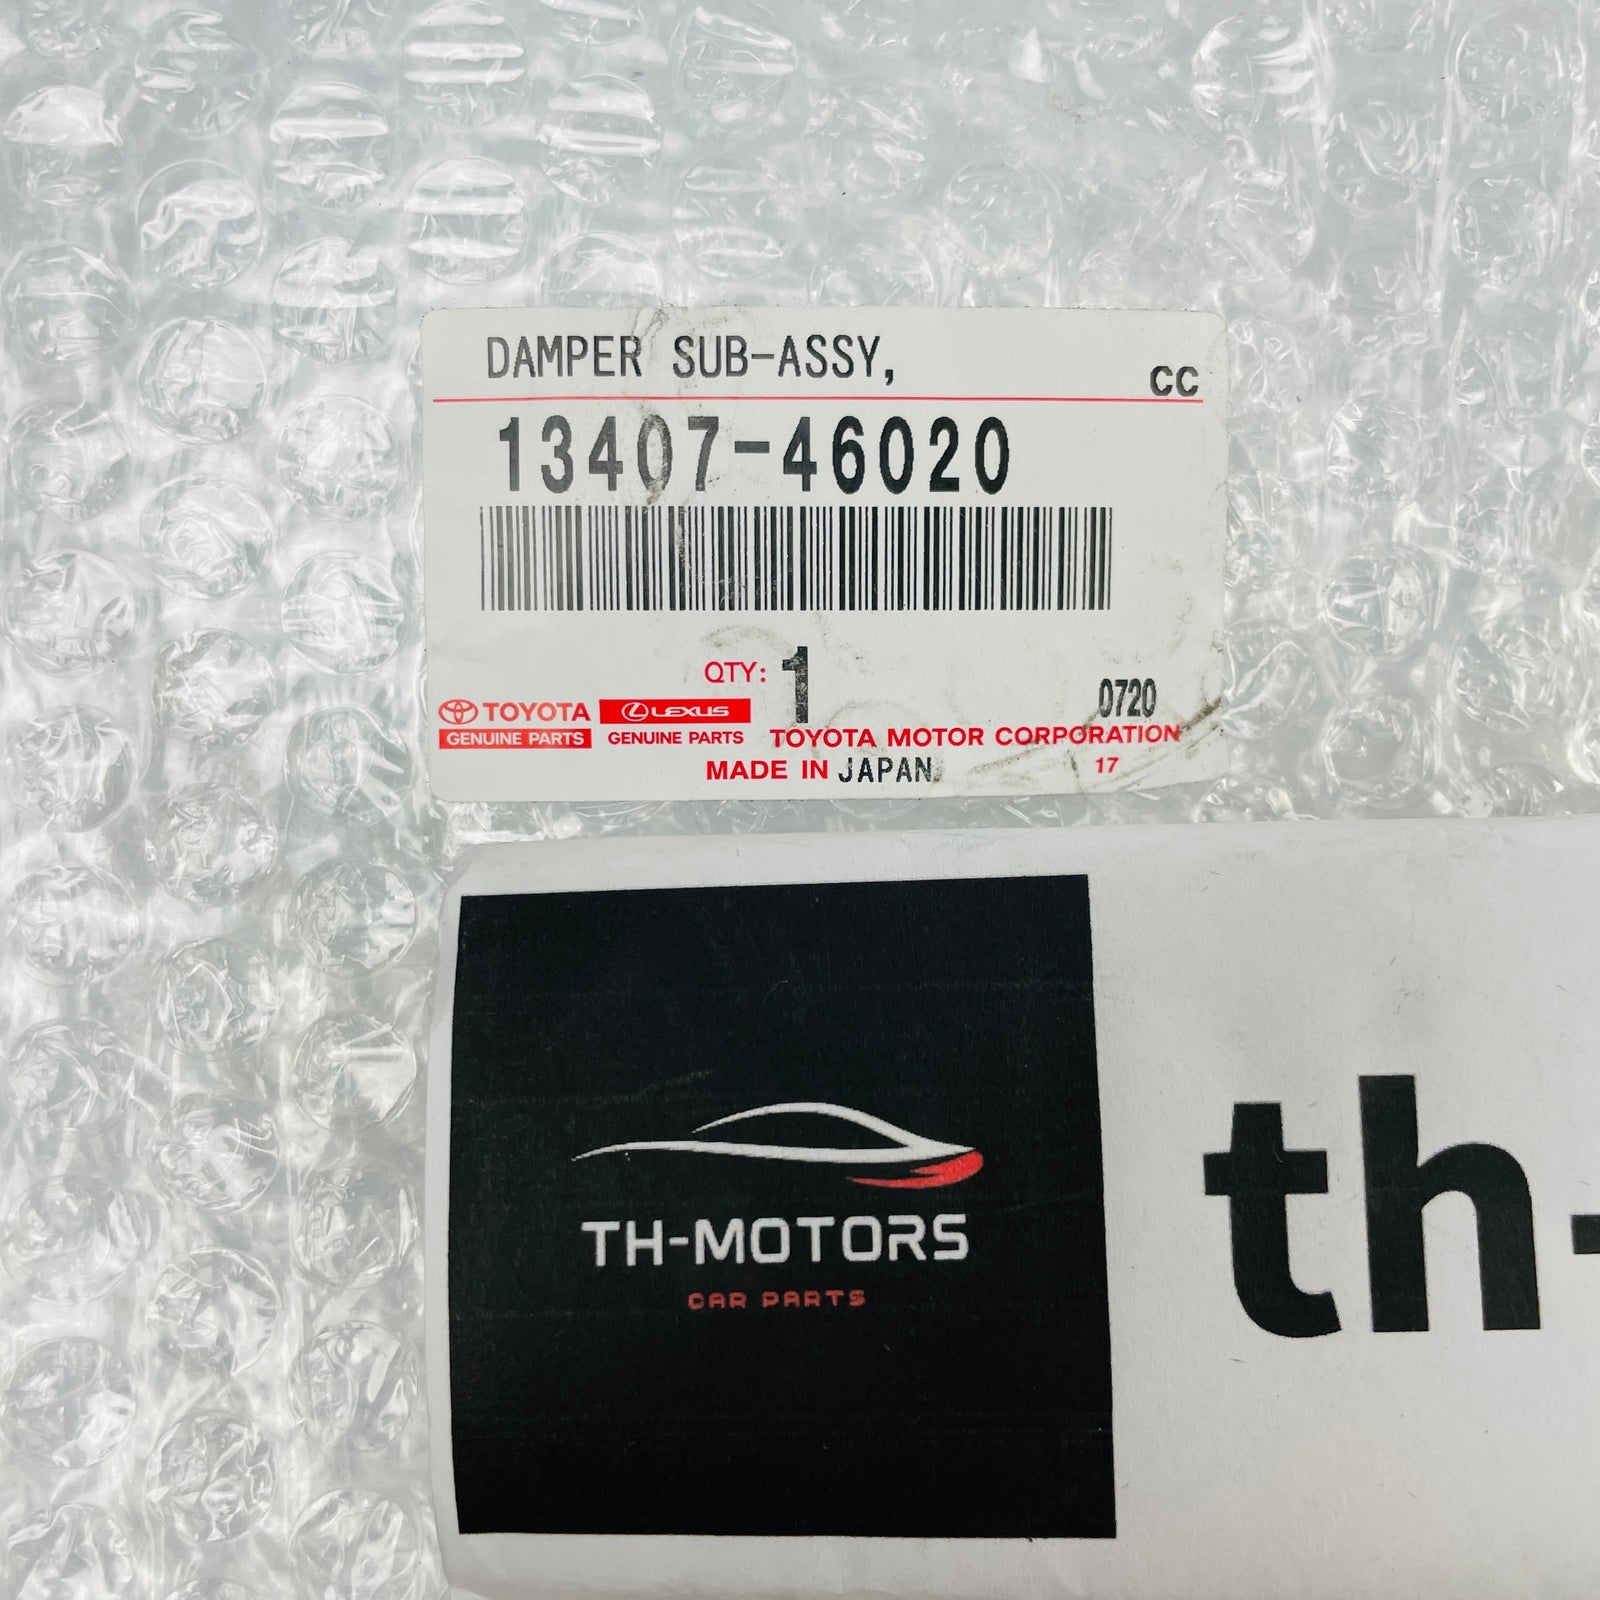 DAMPER SUB-ASSY,
CC
13407-46020
QTY: 1
0720
TOYOTA
GENUINE PARTS
LEXUS
GENUINE PARTS
TOYOTA MOTOR CORPORATION
MADE IN JAPAN
17
TH-MOTORS
CAR PARTS
th-